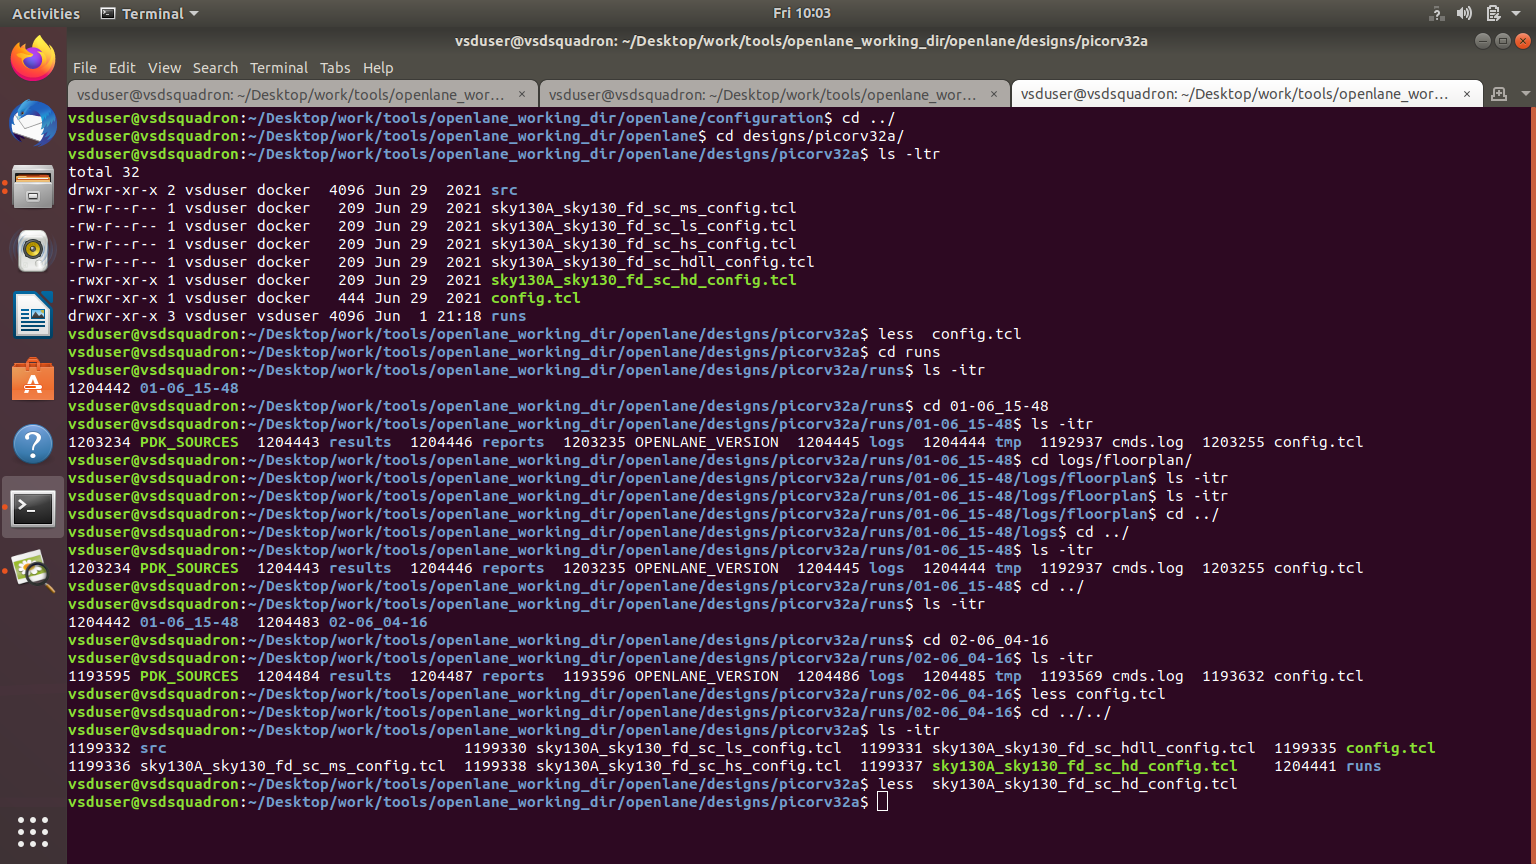 Activities Terminal Fri 10:03
vsduser@vsdsquadron: ~/Desktop/work/tools/openlane_working_dir/openlane/designs/picorv32a
File Edit View Search Terminal Tabs Help
vsduser@vsdsquadron: ~/Desktop/work/tools/openlane_wor... × vsduser@vsdsquadron: ~/Desktop/work/tools/openlane_wor... × vsduser@vsdsquadron: ~/Desktop/work/tools/openlane_wor... ×
vsduser@vsdsquadron:~/Desktop/work/tools/openlane_working_dir/openlane/configuration$ cd ../
vsduser@vsdsquadron:~/Desktop/work/tools/openlane_working_dir/openlane$ cd designs/picorv32a/
vsduser@vsdsquadron:~/Desktop/work/tools/openlane_working_dir/openlane/designs/picorv32a$ ls -ltr
total 32
drwxr-xr-x 2 vsduser docker  4096 Jun 29  2021 src
-rw-r--r-- 1 vsduser docker   209 Jun 29  2021 sky130A_sky130_fd_sc_ms_config.tcl
-rw-r--r-- 1 vsduser docker   209 Jun 29  2021 sky130A_sky130_fd_sc_ls_config.tcl
-rw-r--r-- 1 vsduser docker   209 Jun 29  2021 sky130A_sky130_fd_sc_hs_config.tcl
-rw-r--r-- 1 vsduser docker   209 Jun 29  2021 sky130A_sky130_fd_sc_hdll_config.tcl
-rwxr-xr-x 1 vsduser docker   209 Jun 29  2021 sky130A_sky130_fd_sc_hd_config.tcl
-rwxr-xr-x 1 vsduser docker   444 Jun 29  2021 config.tcl
drwxr-xr-x 3 vsduser vsduser 4096 Jun  1 21:18 runs
vsduser@vsdsquadron:~/Desktop/work/tools/openlane_working_dir/openlane/designs/picorv32a$ less  config.tcl
vsduser@vsdsquadron:~/Desktop/work/tools/openlane_working_dir/openlane/designs/picorv32a$ cd runs
vsduser@vsdsquadron:~/Desktop/work/tools/openlane_working_dir/openlane/designs/picorv32a/runs$ ls -itr
1204442 01-06_15-48
vsduser@vsdsquadron:~/Desktop/work/tools/openlane_working_dir/openlane/designs/picorv32a/runs$ cd 01-06_15-48
vsduser@vsdsquadron:~/Desktop/work/tools/openlane_working_dir/openlane/designs/picorv32a/runs/01-06_15-48$ ls -itr
1203234 PDK_SOURCES  1204443 results  1204446 reports  1203235 OPENLANE_VERSION  1204445 logs  1204444 tmp  1192937 cmds.log  1203255 config.tcl
vsduser@vsdsquadron:~/Desktop/work/tools/openlane_working_dir/openlane/designs/picorv32a/runs/01-06_15-48$ cd logs/floorplan/
vsduser@vsdsquadron:~/Desktop/work/tools/openlane_working_dir/openlane/designs/picorv32a/runs/01-06_15-48/logs/floorplan$ ls -itr
vsduser@vsdsquadron:~/Desktop/work/tools/openlane_working_dir/openlane/designs/picorv32a/runs/01-06_15-48/logs/floorplan$ ls -itr
vsduser@vsdsquadron:~/Desktop/work/tools/openlane_working_dir/openlane/designs/picorv32a/runs/01-06_15-48/logs/floorplan$ cd ../
vsduser@vsdsquadron:~/Desktop/work/tools/openlane_working_dir/openlane/designs/picorv32a/runs/01-06_15-48/logs$ cd ../
vsduser@vsdsquadron:~/Desktop/work/tools/openlane_working_dir/openlane/designs/picorv32a/runs/01-06_15-48$ ls -itr
1203234 PDK_SOURCES  1204443 results  1204446 reports  1203235 OPENLANE_VERSION  1204445 logs  1204444 tmp  1192937 cmds.log  1203255 config.tcl
vsduser@vsdsquadron:~/Desktop/work/tools/openlane_working_dir/openlane/designs/picorv32a/runs/01-06_15-48$ cd ../
vsduser@vsdsquadron:~/Desktop/work/tools/openlane_working_dir/openlane/designs/picorv32a/runs$ ls -itr
1204442 01-06_15-48  1204483 02-06_04-16
vsduser@vsdsquadron:~/Desktop/work/tools/openlane_working_dir/openlane/designs/picorv32a/runs$ cd 02-06_04-16
vsduser@vsdsquadron:~/Desktop/work/tools/openlane_working_dir/openlane/designs/picorv32a/runs/02-06_04-16$ ls -itr
1193595 PDK_SOURCES  1204484 results  1204487 reports  1193596 OPENLANE_VERSION  1204486 logs  1204485 tmp  1193569 cmds.log  1193632 config.tcl
vsduser@vsdsquadron:~/Desktop/work/tools/openlane_working_dir/openlane/designs/picorv32a/runs/02-06_04-16$ less config.tcl
vsduser@vsdsquadron:~/Desktop/work/tools/openlane_working_dir/openlane/designs/picorv32a/runs/02-06_04-16$ cd ../../
vsduser@vsdsquadron:~/Desktop/work/tools/openlane_working_dir/openlane/designs/picorv32a$ ls -itr
1199332 src                                 1199330 sky130A_sky130_fd_sc_ls_config.tcl  1199331 sky130A_sky130_fd_sc_hdll_config.tcl  1199335 config.tcl
1199336 sky130A_sky130_fd_sc_ms_config.tcl  1199338 sky130A_sky130_fd_sc_hs_config.tcl  1199337 sky130A_sky130_fd_sc_hd_config.tcl    1204441 runs
vsduser@vsdsquadron:~/Desktop/work/tools/openlane_working_dir/openlane/designs/picorv32a$ less  sky130A_sky130_fd_sc_hd_config.tcl
vsduser@vsdsquadron:~/Desktop/work/tools/openlane_working_dir/openlane/designs/picorv32a$